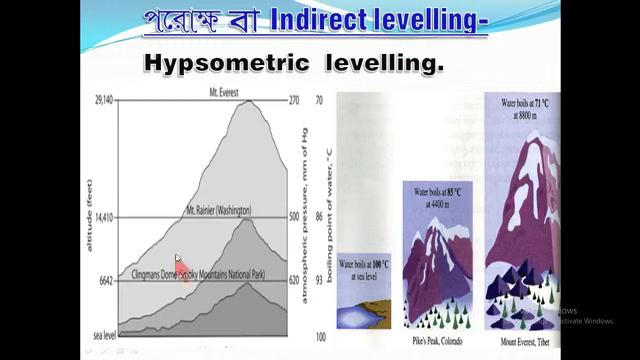 পরোক্ষ বা Indirect levelling-
Hypsometric levelling.
Mt. Everest
29,140
270
70
Mt. Rainier (Washington)
14,410
500
86
Clingmans Dome (Smoky Mountains National Park)
6642
620
93
sea level
100
altitude (feet)
atmospheric pressure, mm of Hg
boiling point of water, °C
Water boils at 100 °C
at sea level
Water boils at 85 °C
at 4400 m
Pike's Peak, Colorado
Water boils at 71 °C
at 8800 m
Mount Everest, Tibet
Activate Windows.